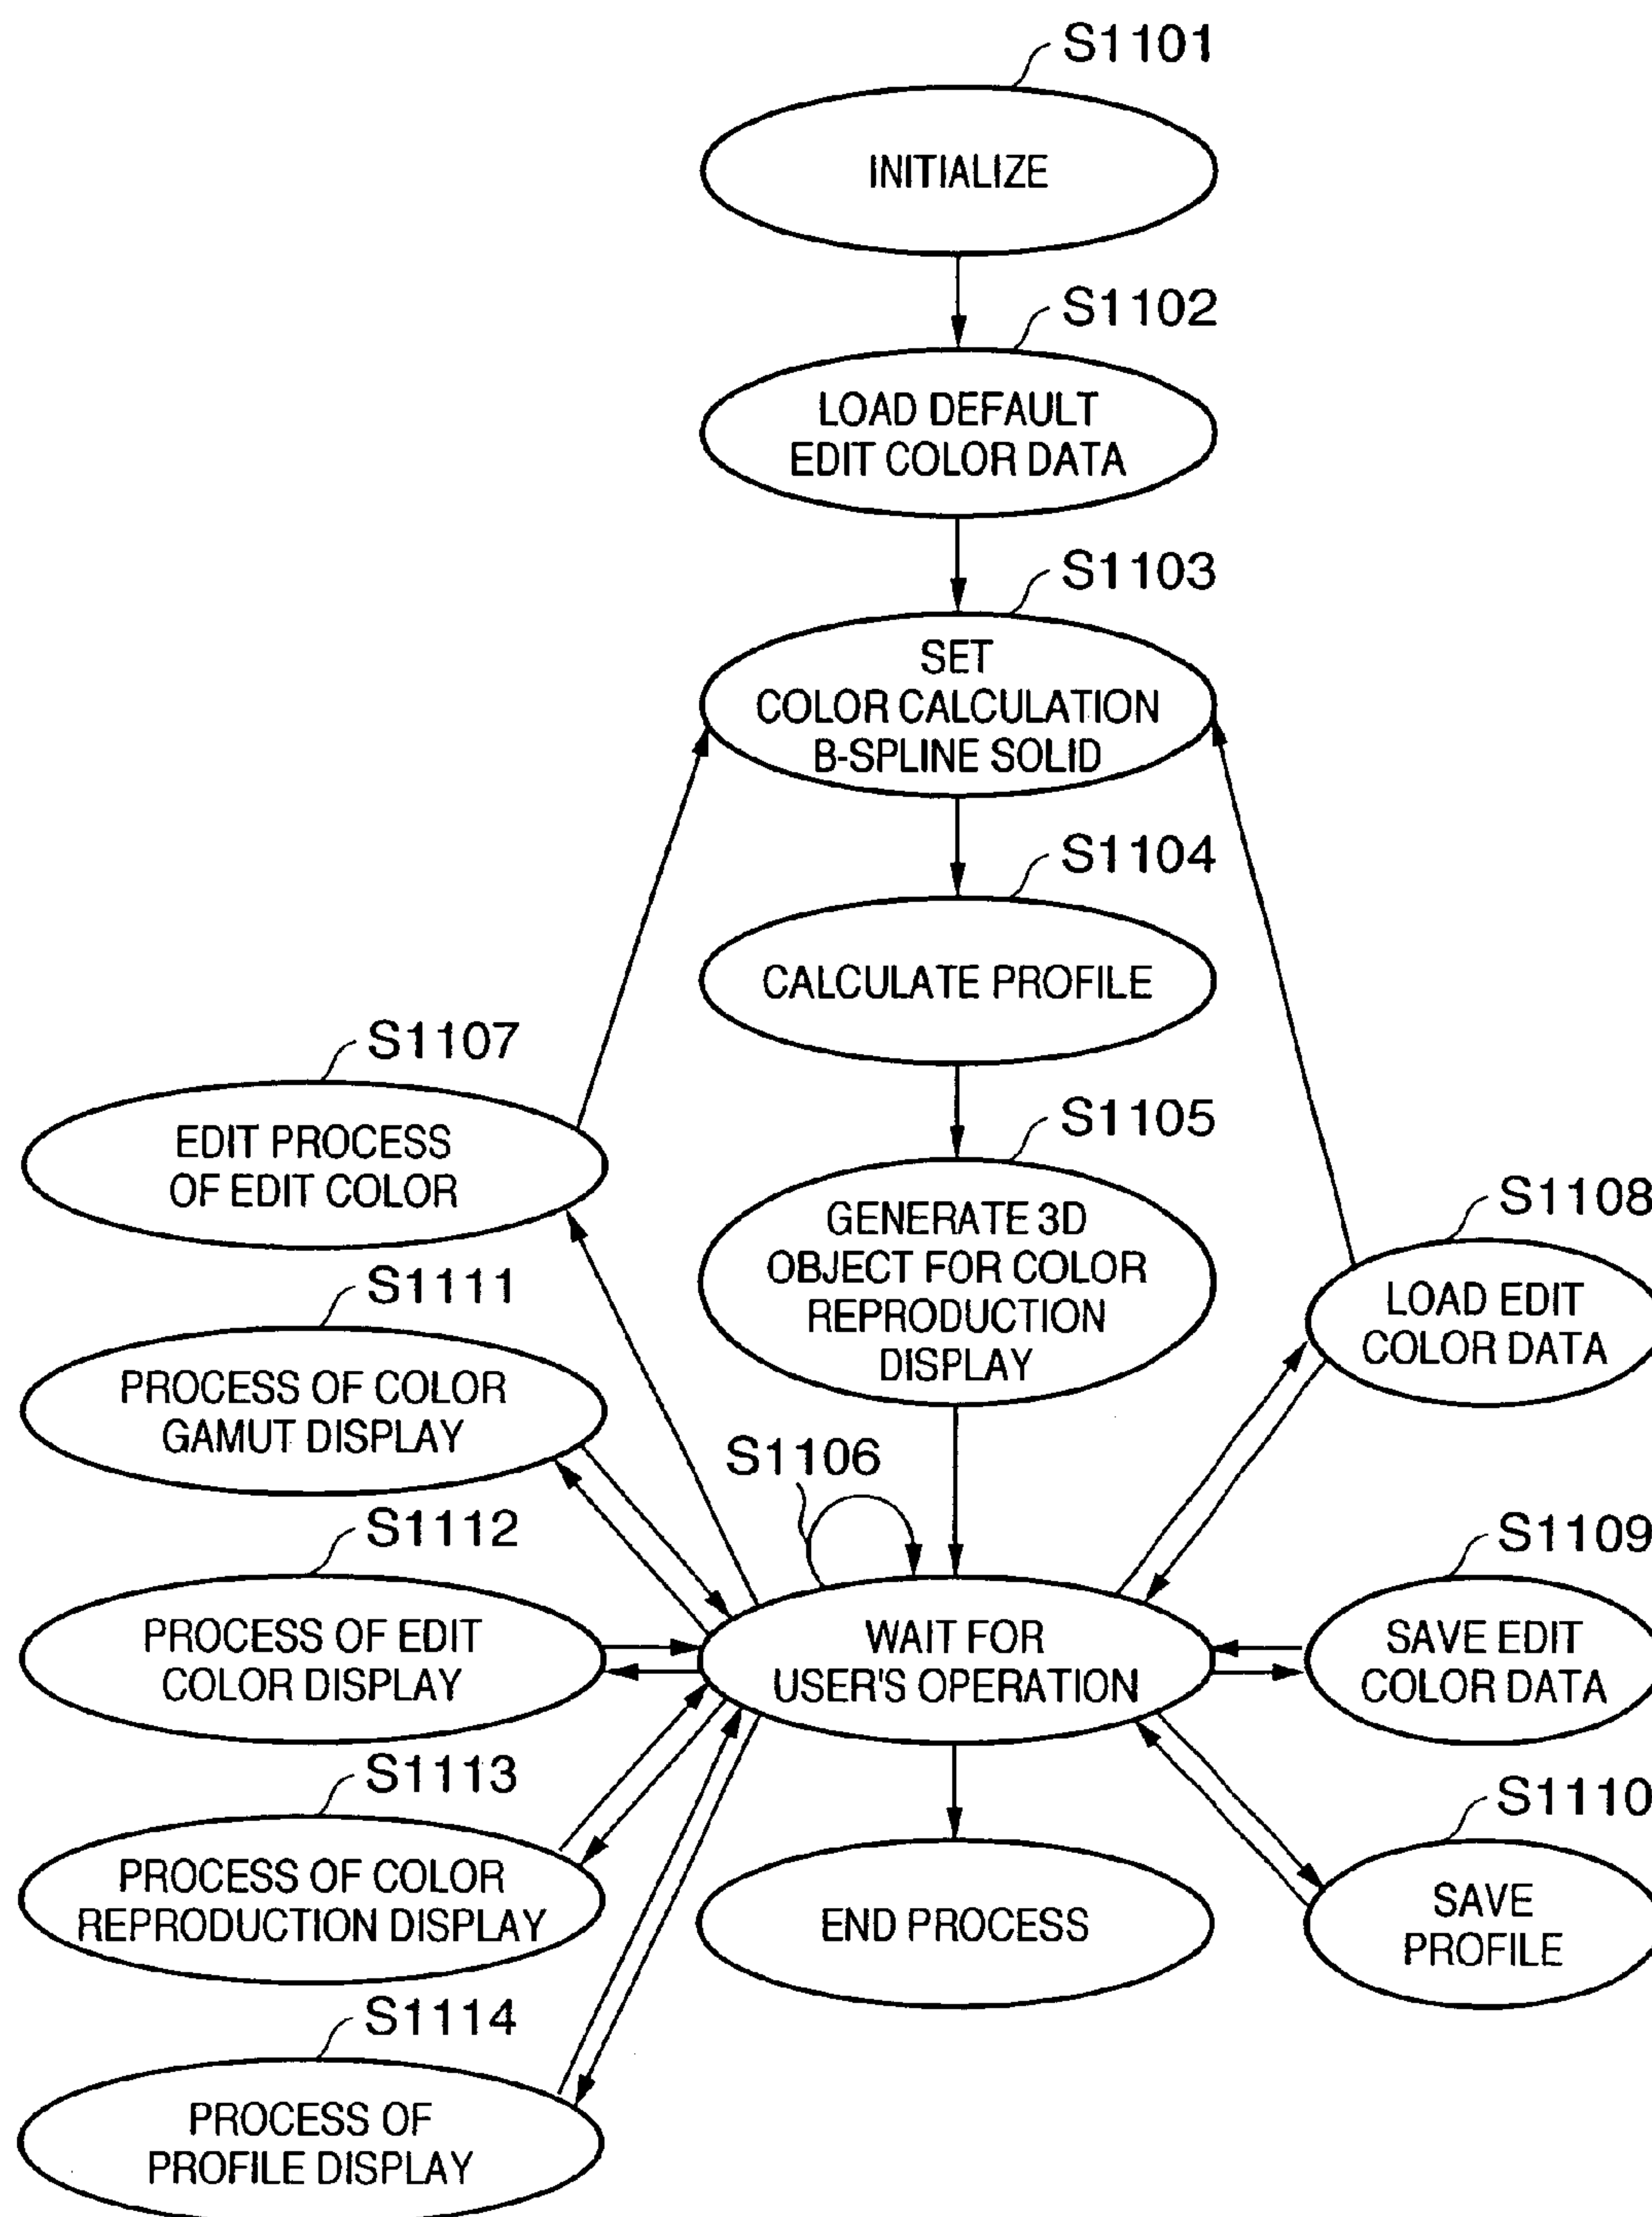 S1101
INITIALIZE
S1102
LOAD DEFAULT
EDIT COLOR DATA
S1103
SET
COLOR CALCULATION
B-SPLINE SOLID
S1104
CALCULATE PROFILE
S1107
EDIT PROCESS
OF EDIT COLOR
S1105
GENERATE 3D
OBJECT FOR COLOR
REPRODUCTION
DISPLAY
S1108
LOAD EDIT
COLOR DATA
S1111
PROCESS OF COLOR
GAMUT DISPLAY
S1106
S1112
PROCESS OF EDIT
COLOR DISPLAY
WAIT FOR
USER'S OPERATION
S1109
SAVE EDIT
COLOR DATA
S1113
PROCESS OF COLOR
REPRODUCTION DISPLAY
END PROCESS
S1110
SAVE
PROFILE
S1114
PROCESS OF
PROFILE DISPLAY